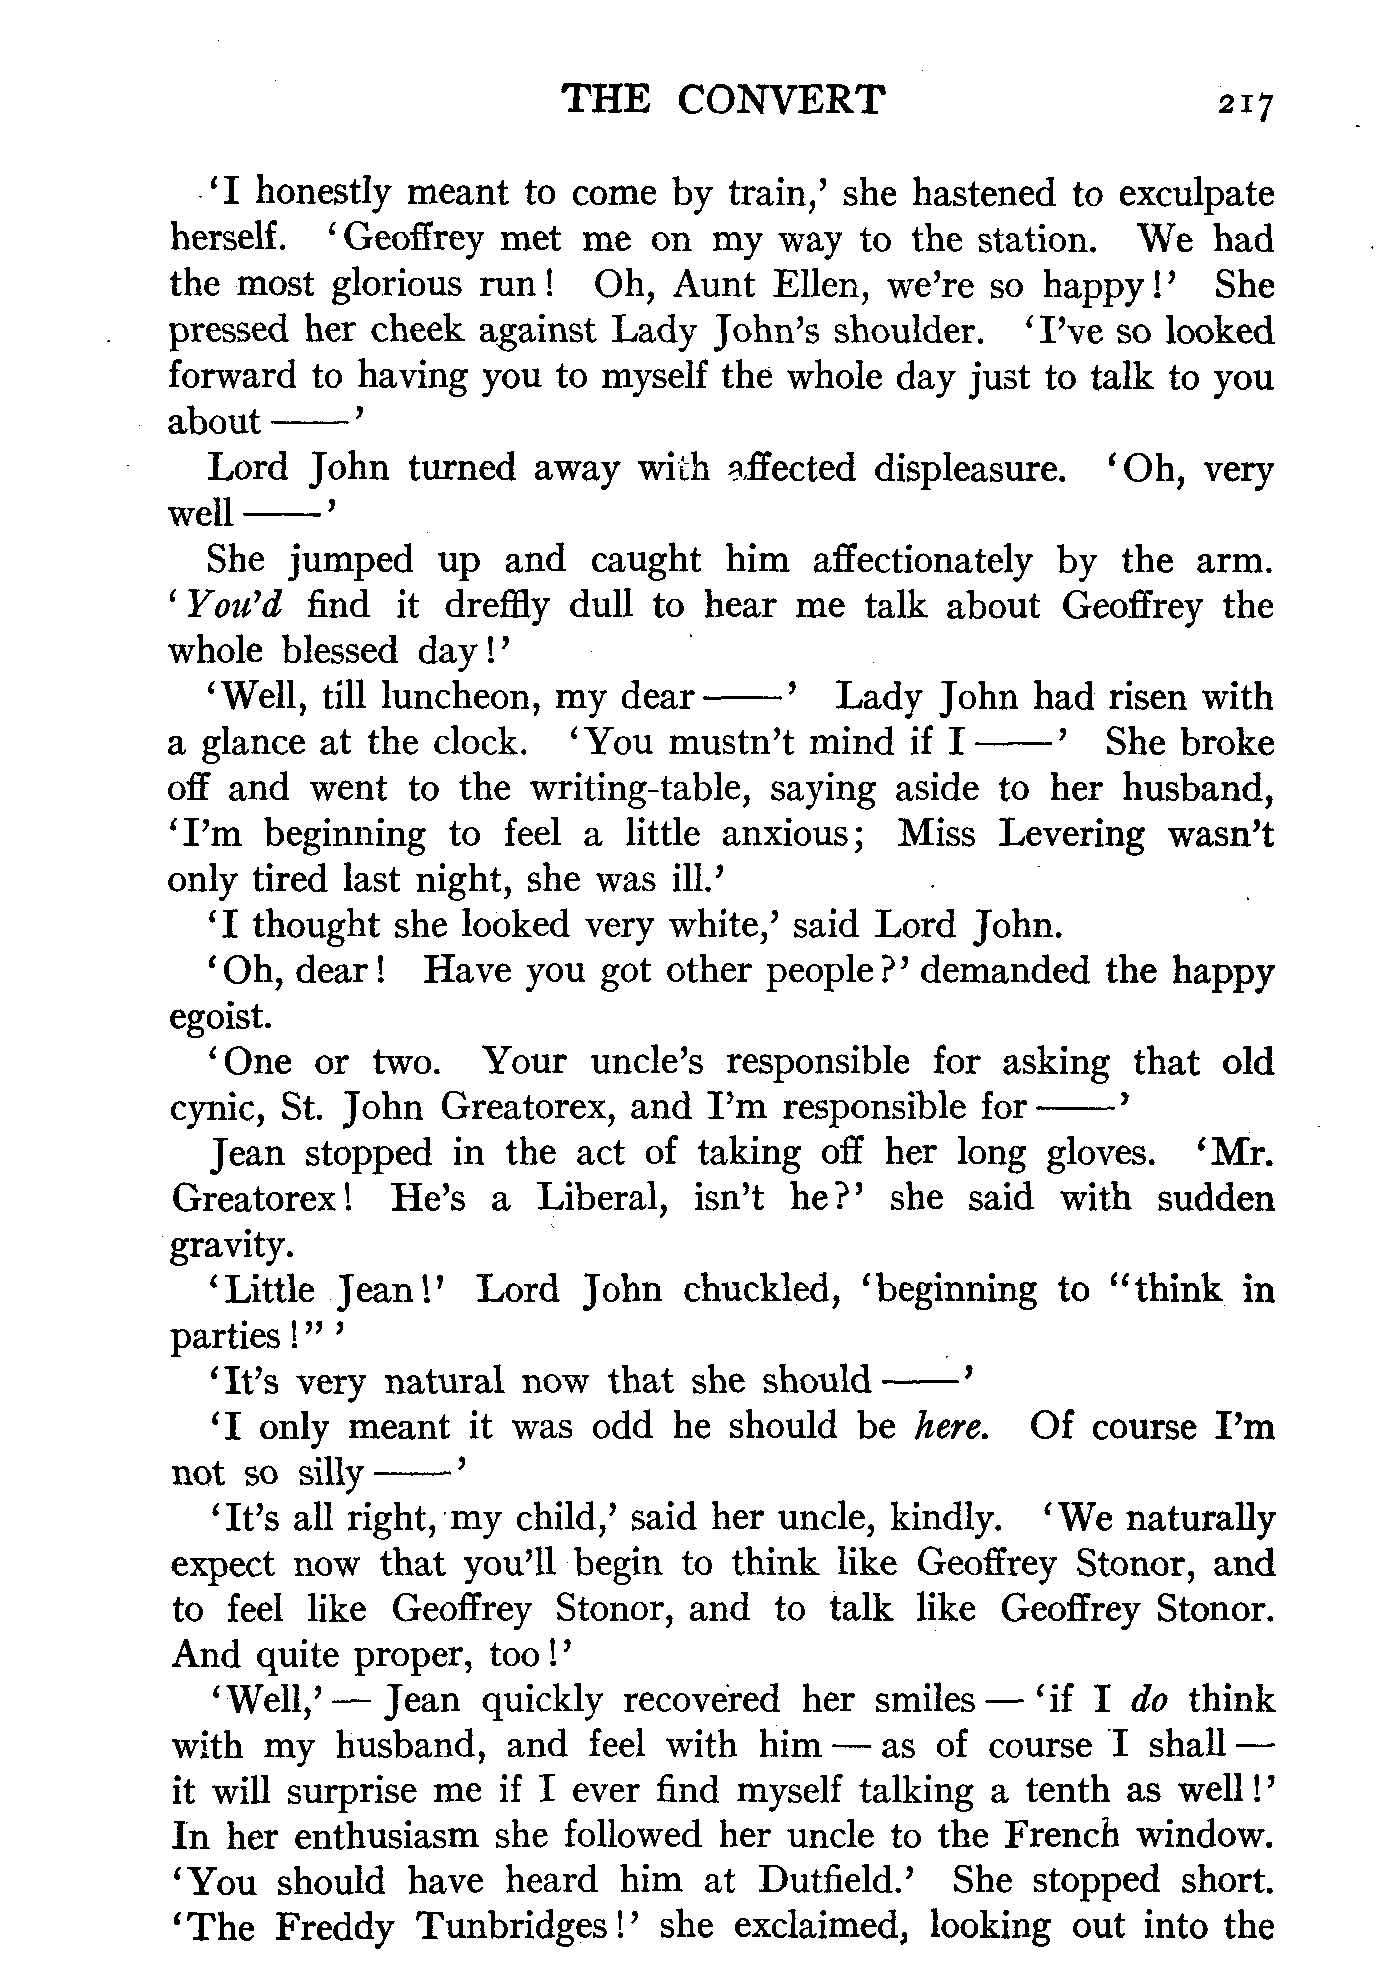 THE CONVERT 217
'I honestly meant to come by train,' she hastened to exculpate
herself. 'Geoffrey met me on my way to the station. We had
the most glorious run! Oh, Aunt Ellen, we're so happy!' She
pressed her cheek against Lady John's shoulder. 'I've so looked
forward to having you to myself the whole day just to talk to you
about——'
Lord John turned away with affected displeasure. 'Oh, very
well——'
She jumped up and caught him affectionately by the arm.
'You'd find it dreffly dull to hear me talk about Geoffrey the
whole blessed day!'
'Well, till luncheon, my dear——' Lady John had risen with
a glance at the clock. 'You mustn't mind if I——' She broke
off and went to the writing-table, saying aside to her husband,
'I'm beginning to feel a little anxious; Miss Levering wasn't
only tired last night, she was ill.'
'I thought she looked very white,' said Lord John.
'Oh, dear! Have you got other people?' demanded the happy
egoist.
'One or two. Your uncle's responsible for asking that old
cynic, St. John Greatorex, and I'm responsible for——'
Jean stopped in the act of taking off her long gloves. 'Mr.
Greatorex! He's a Liberal, isn't he?' she said with sudden
gravity.
'Little Jean!' Lord John chuckled, 'beginning to "think in
parties!" '
'It's very natural now that she should——'
'I only meant it was odd he should be here. Of course I'm
not so silly——'
'It's all right, my child,' said her uncle, kindly. 'We naturally
expect now that you'll begin to think like Geoffrey Stonor, and
to feel like Geoffrey Stonor, and to talk like Geoffrey Stonor.
And quite proper, too!'
'Well,'— Jean quickly recovered her smiles — 'if I do think
with my husband, and feel with him — as of course I shall —
it will surprise me if I ever find myself talking a tenth as well!'
In her enthusiasm she followed her uncle to the French window.
'You should have heard him at Dutfield.' She stopped short.
'The Freddy Tunbridges!' she exclaimed, looking out into the